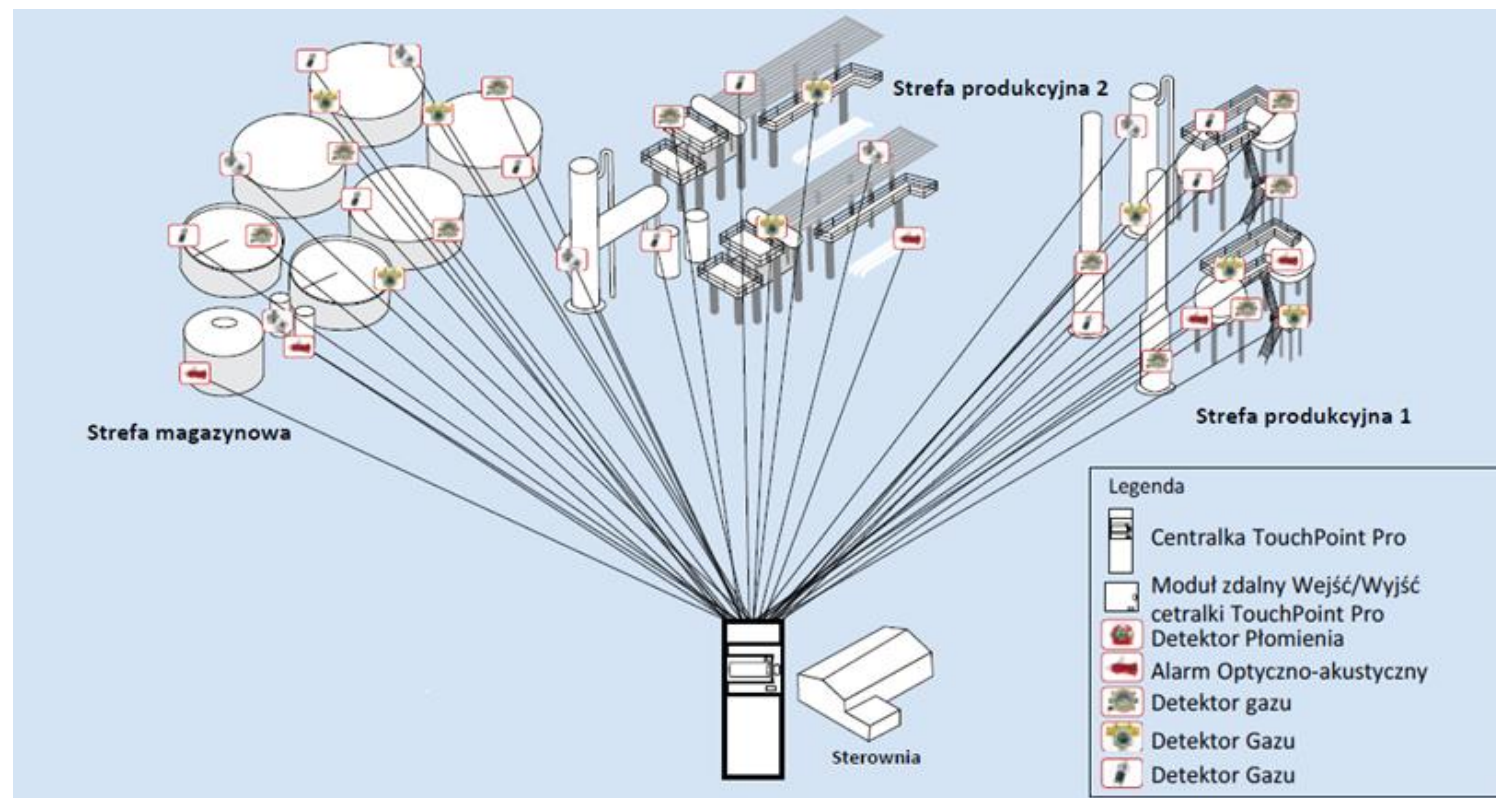 Strefa produkcyjna 2
Strefa magazynowa
Strefa produkcyjna 1
Legenda
Centralka TouchPoint Pro
Moduł zdalny Wejść/Wyjść
cetralki TouchPoint Pro
Detektor Płomienia
Alarm Optyczno-akustyczny
Detektor gazu
Detektor Gazu
Detektor Gazu
Sterownia